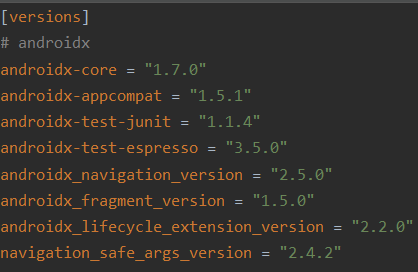 [versions]
# androidx
androidx-core = "1.7.0"
androidx-appcompat = "1.5.1"
androidx-test-junit = "1.1.4"
androidx-test-espresso = "3.5.0"
androidx_navigation_version = "2.5.0"
androidx_fragment_version = "1.5.0"
androidx_lifecycle_extension_version = "2.2.0"
navigation_safe_args_version = "2.4.2"